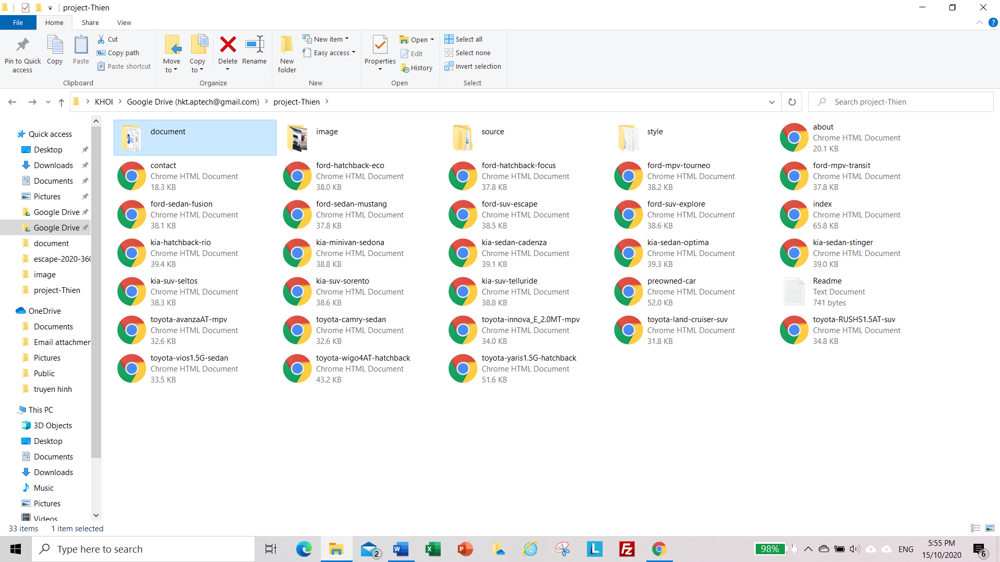 project-Thien
File
Home
Share
View
Pin to Quick access
Copy
Paste
Cut
Copy path
Paste shortcut
Clipboard
Move to
Copy to
Delete
Rename
Organize
New folder
New item
Easy access
New
Properties
Open
Edit
History
Open
Select all
Select none
Invert selection
Select
KHOI
Google Drive (hkt.aptech@gmail.com)
project-Thien
Search project-Thien
Quick access
Desktop
Downloads
Documents
Pictures
Google Drive
Google Drive
document
escape-2020-360
image
project-Thien
OneDrive
Documents
Email attachmen
Pictures
Public
truyen hinh
This PC
3D Objects
Desktop
Documents
Downloads
Music
Pictures
Videos
document
image
source
style
about
Chrome HTML Document
20.1 KB
contact
Chrome HTML Document
18.3 KB
ford-hatchback-eco
Chrome HTML Document
38.0 KB
ford-hatchback-focus
Chrome HTML Document
37.8 KB
ford-mpv-tourneo
Chrome HTML Document
38.2 KB
ford-mpv-transit
Chrome HTML Document
37.8 KB
ford-sedan-fusion
Chrome HTML Document
38.1 KB
ford-sedan-mustang
Chrome HTML Document
37.8 KB
ford-suv-escape
Chrome HTML Document
38.5 KB
ford-suv-explore
Chrome HTML Document
38.6 KB
index
Chrome HTML Document
65.8 KB
kia-hatchback-rio
Chrome HTML Document
39.4 KB
kia-minivan-sedona
Chrome HTML Document
38.8 KB
kia-sedan-cadenza
Chrome HTML Document
39.1 KB
kia-sedan-optima
Chrome HTML Document
39.3 KB
kia-sedan-stinger
Chrome HTML Document
39.0 KB
kia-suv-seltos
Chrome HTML Document
38.3 KB
kia-suv-sorento
Chrome HTML Document
38.6 KB
kia-suv-telluride
Chrome HTML Document
38.8 KB
preowned-car
Chrome HTML Document
52.0 KB
Readme
Text Document
741 bytes
toyota-avanzaAT-mpv
Chrome HTML Document
32.6 KB
toyota-camry-sedan
Chrome HTML Document
32.6 KB
toyota-innova_E_2.0MT-mpv
Chrome HTML Document
34.0 KB
toyota-land-cruiser-suv
Chrome HTML Document
31.8 KB
toyota-RUSHS1.5AT-suv
Chrome HTML Document
34.8 KB
toyota-vios1.5G-sedan
Chrome HTML Document
33.5 KB
toyota-wigo4AT-hatchback
Chrome HTML Document
43.2 KB
toyota-yaris1.5G-hatchback
Chrome HTML Document
51.6 KB
33 items
1 item selected
Type here to search
2
98%
ENG
5:55 PM
15/10/2020
6